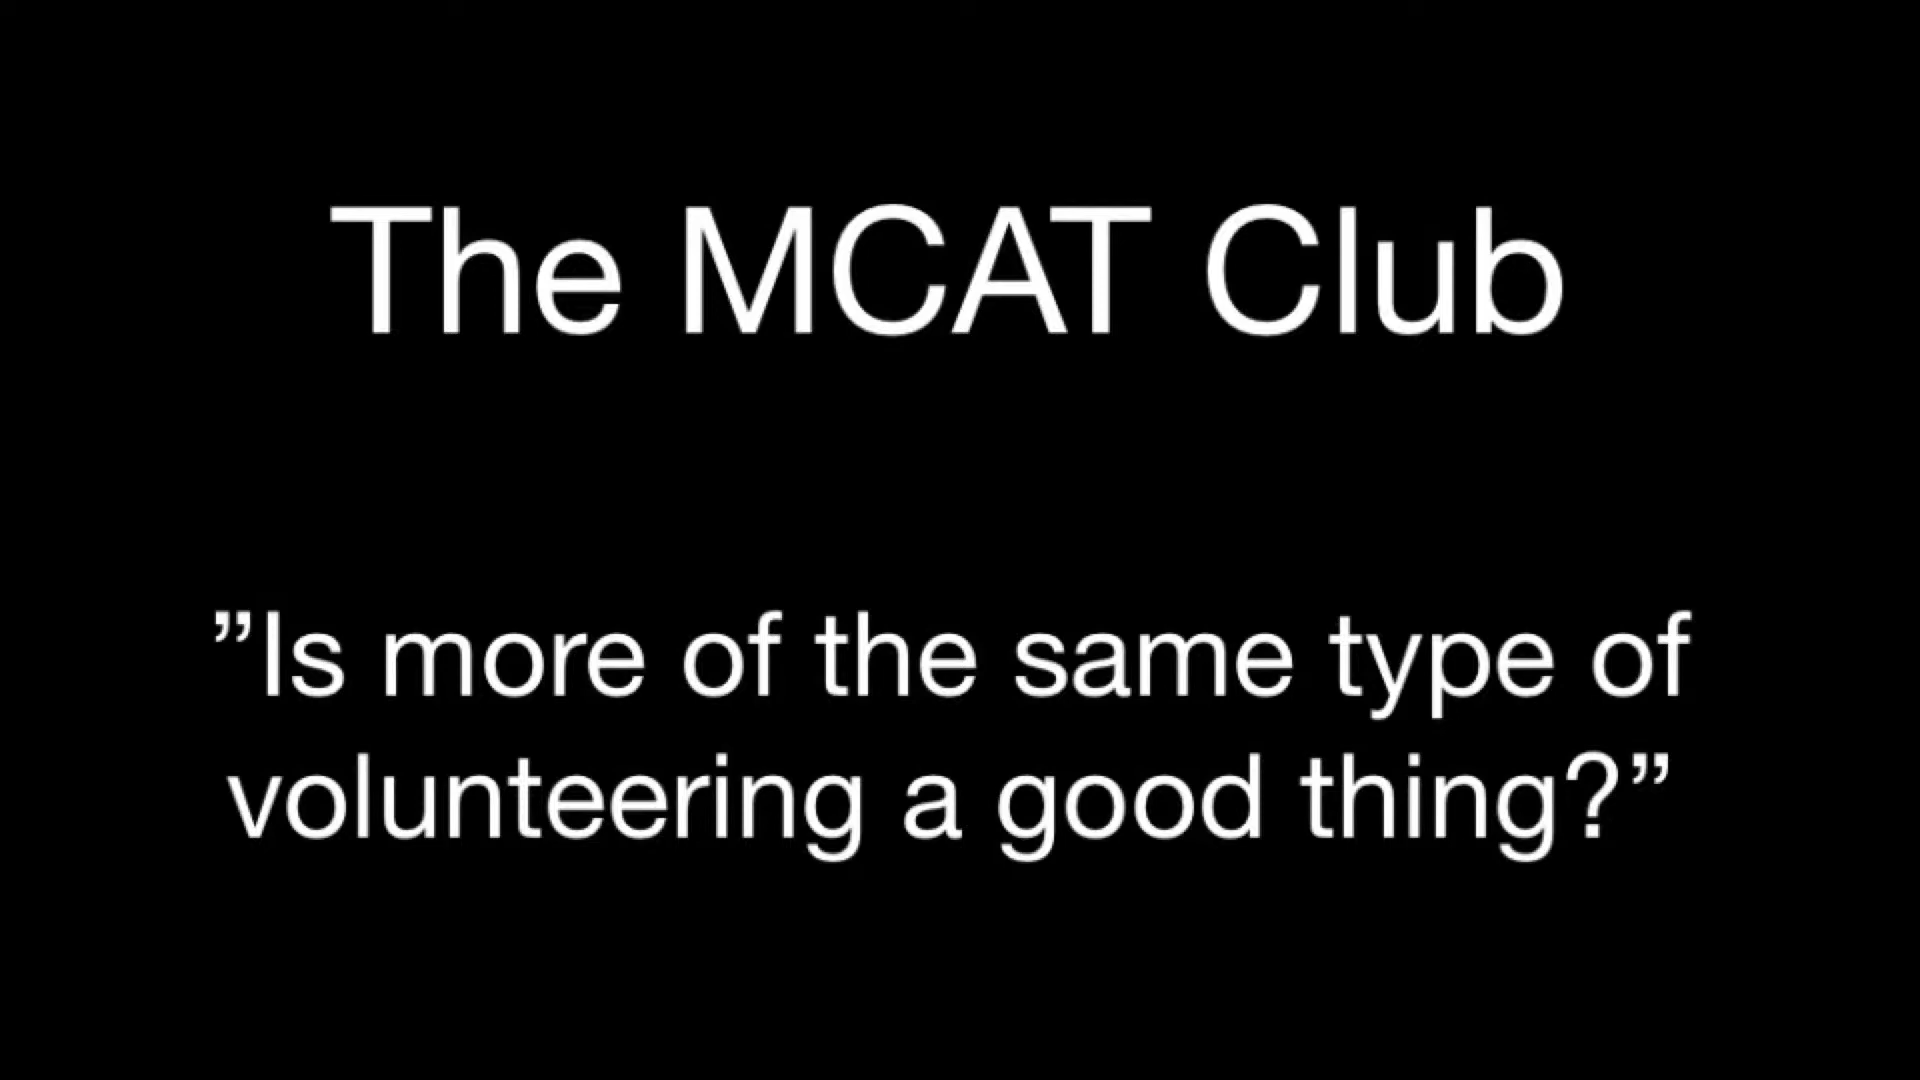 The MCAT Club
”Is more of the same type of
volunteering a good thing?”